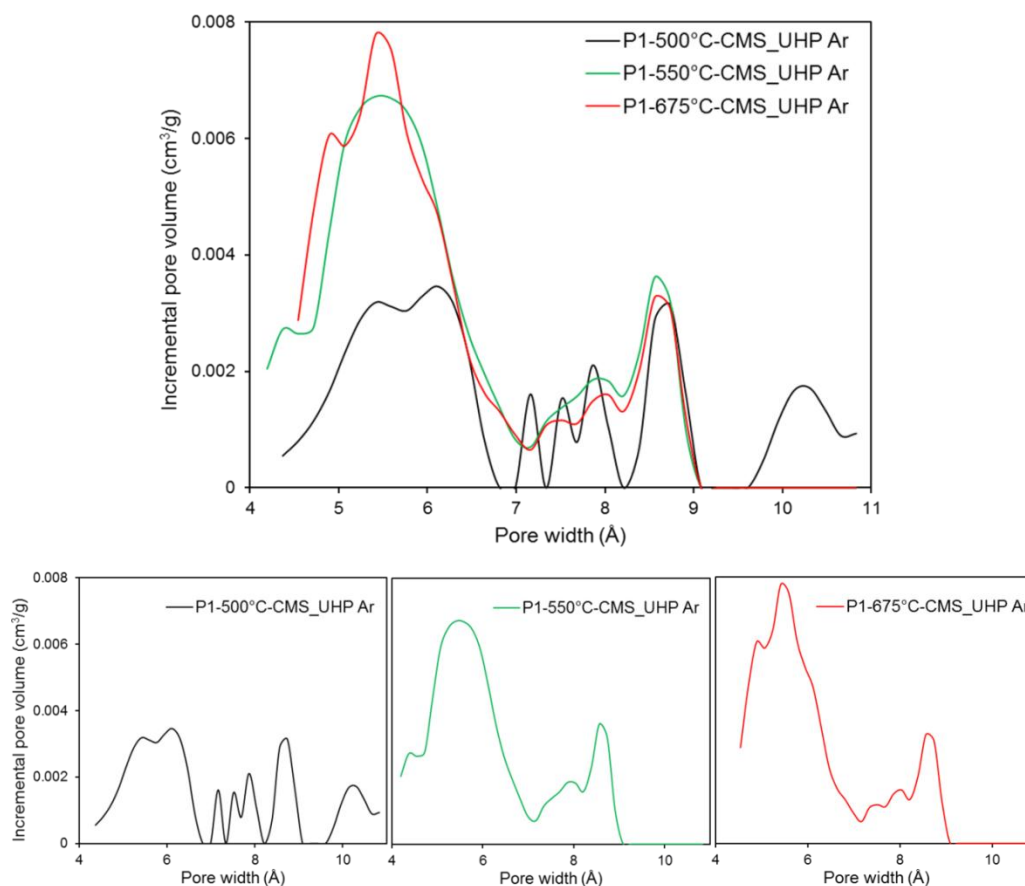 0.008
0.006
0.004
0.002
0
Incremental pore volume (cm³/g)
P1-500°C-CMS_UHP Ar
P1-550°C-CMS_UHP Ar
P1-675°C-CMS_UHP Ar
4 5 6 7 8 9 10 11
Pore width (Å)
0.008
0.006
0.004
0.002
0
Incremental pore volume (cm³/g)
P1-500°C-CMS_UHP Ar
4 6 8 10
Pore width (Å)
P1-550°C-CMS_UHP Ar
4 6 8 10
Pore width (Å)
P1-675°C-CMS_UHP Ar
4 6 8 10
Pore width (Å)